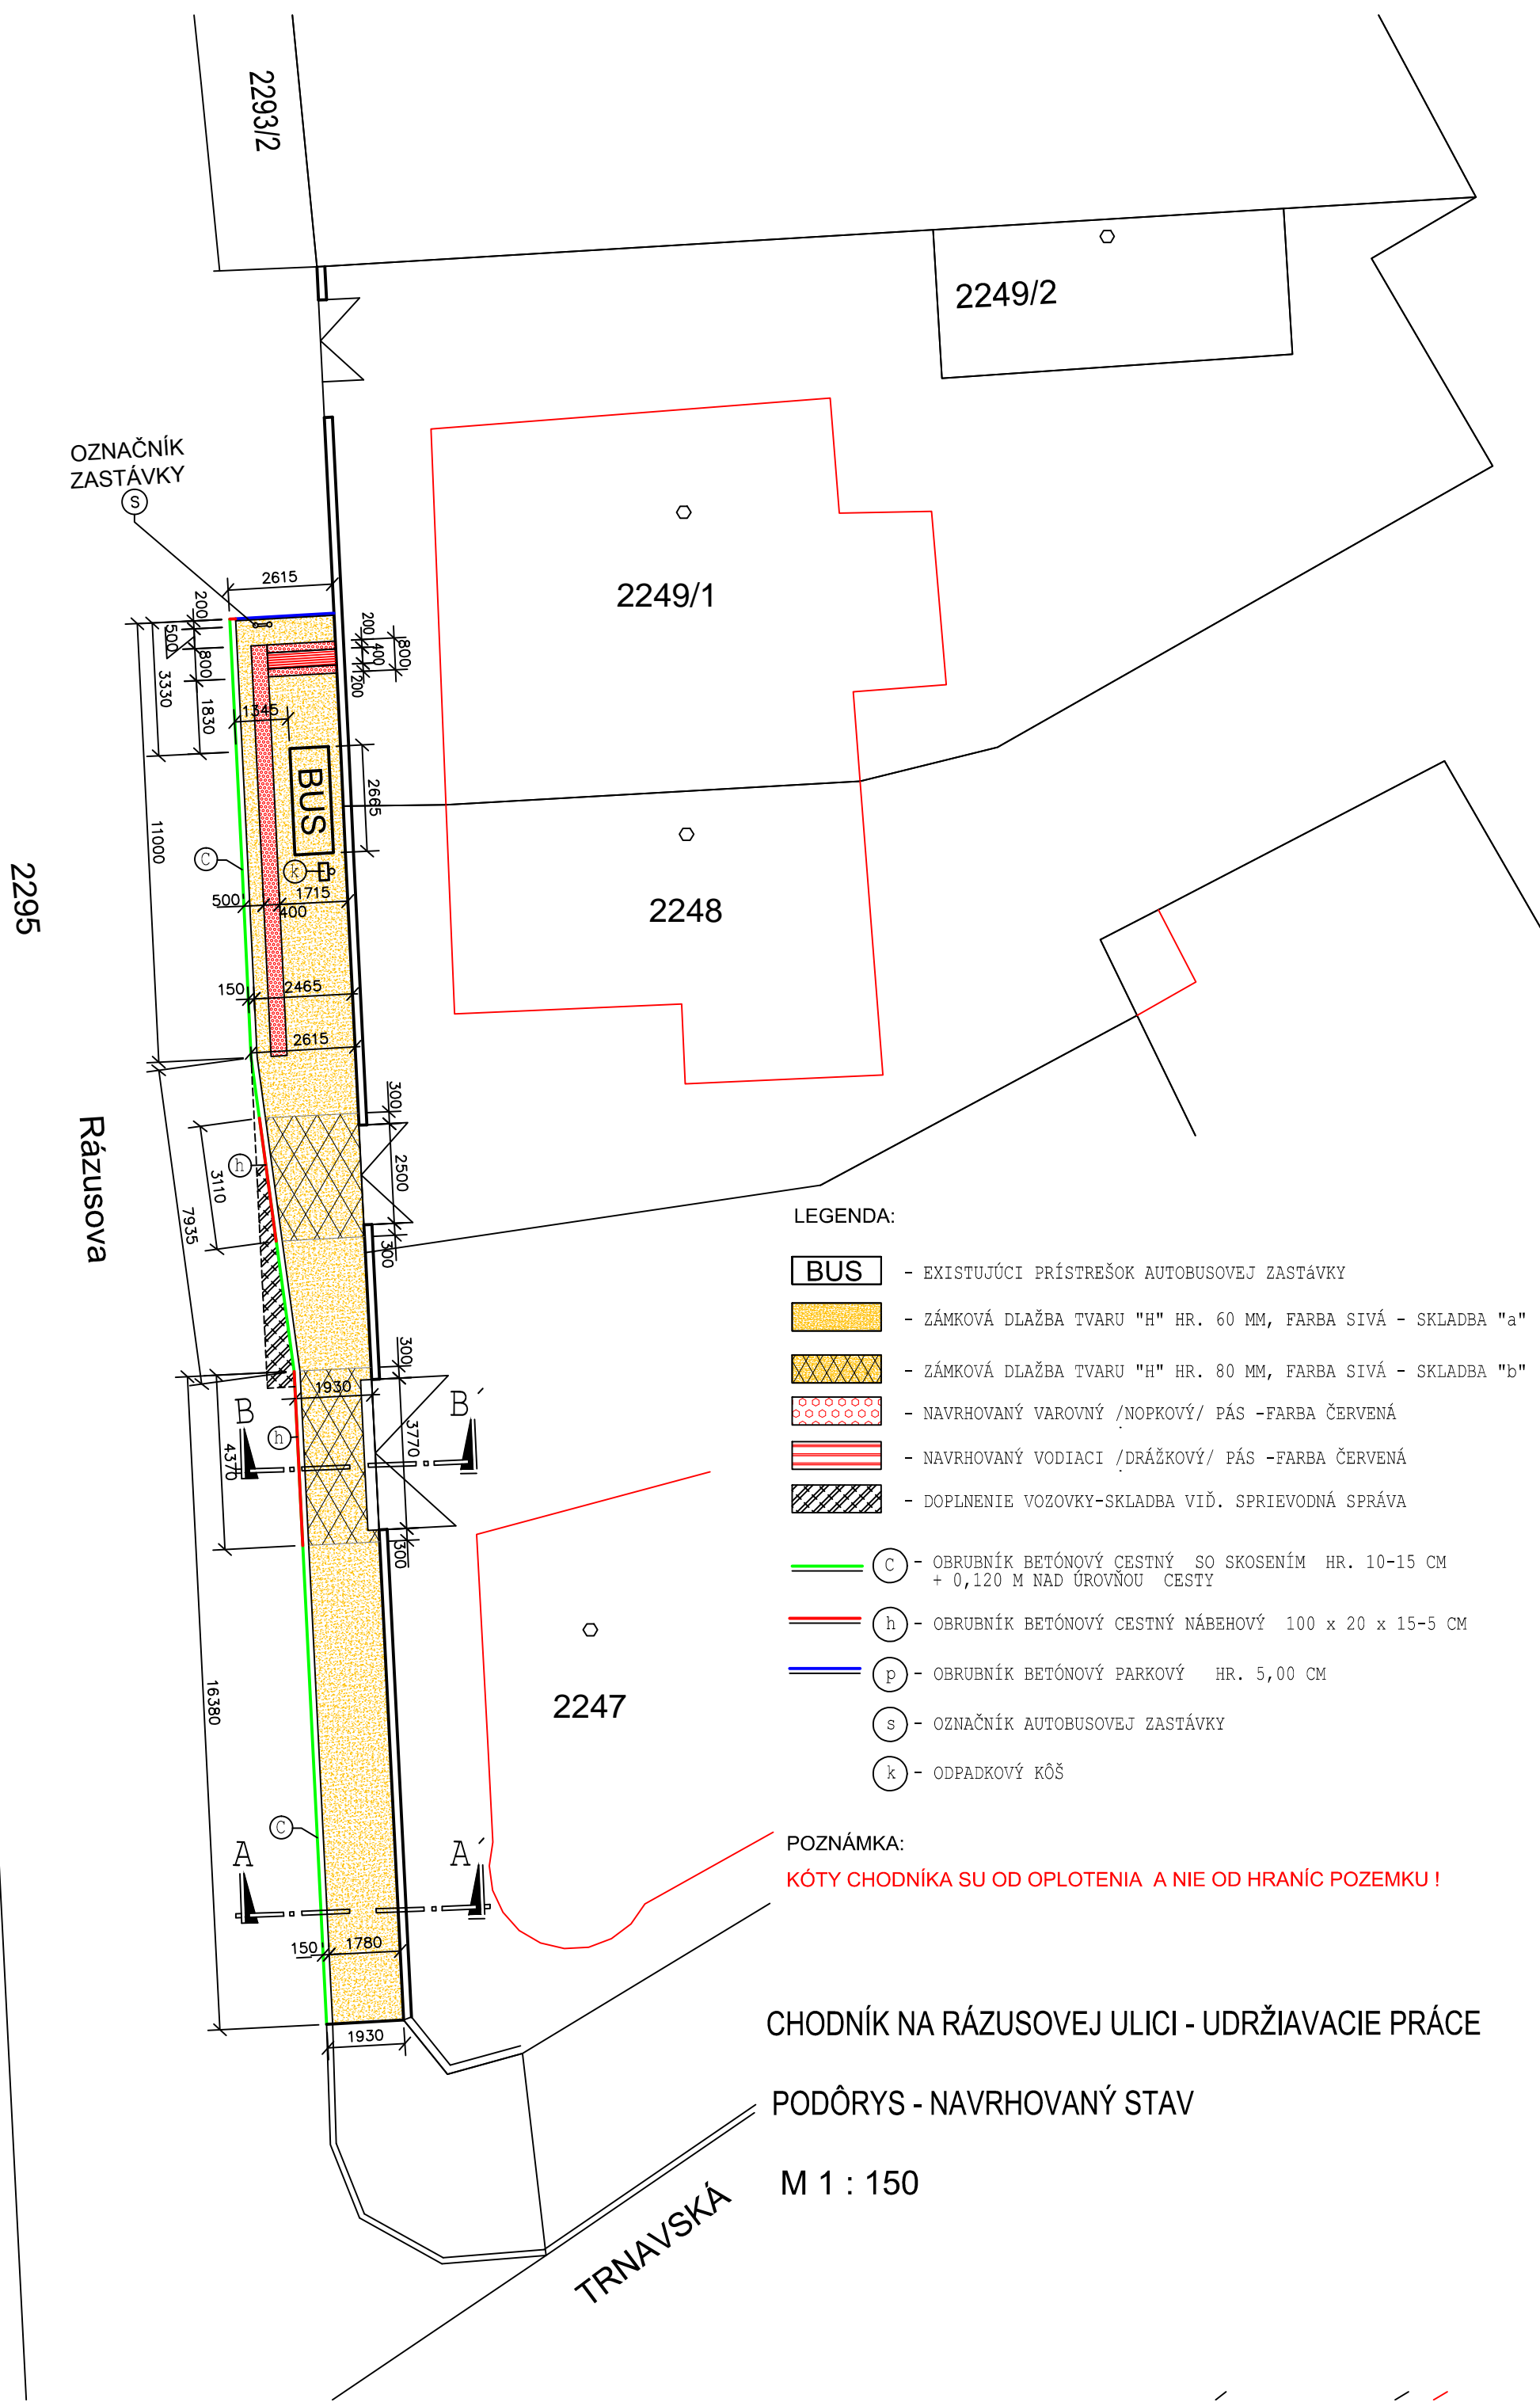 2293/2
2249/2
OZNAČNÍK
ZASTÁVKY
S
2249/1
2615
200
500
800
3330
1830
11000
200
400
800
200
1345
BUS
2665
C
k
500
1715
400
2248
2295
150
2465
2615
300
Rázusova
h
3110
7935
2500
300
300
1930
B
B´
h
4370
3770
300
16380
2247
C
A
A´
150
1780
1930
LEGENDA:
BUS - EXISTUJÚCI PRÍSTREŠOK AUTOBUSOVEJ ZASTáVKY
- ZÁMKOVÁ DLAŽBA TVARU "H" HR. 60 MM, FARBA SIVÁ - SKLADBA "a"
- ZÁMKOVÁ DLAŽBA TVARU "H" HR. 80 MM, FARBA SIVÁ - SKLADBA "b"
- NAVRHOVANÝ VAROVNÝ /NOPKOVÝ/ PÁS -FARBA ČERVENÁ
- NAVRHOVANÝ VODIACI /DRÁŽKOVÝ/ PÁS -FARBA ČERVENÁ
- DOPLNENIE VOZOVKY-SKLADBA VIĎ. SPRIEVODNÁ SPRÁVA
C - OBRUBNÍK BETÓNOVÝ CESTNÝ SO SKOSENÍM HR. 10-15 CM
+ 0,120 M NAD ÚROVŇOU CESTY
h - OBRUBNÍK BETÓNOVÝ CESTNÝ NÁBEHOVÝ 100 x 20 x 15-5 CM
p - OBRUBNÍK BETÓNOVÝ PARKOVÝ HR. 5,00 CM
s - OZNAČNÍK AUTOBUSOVEJ ZASTÁVKY
k - ODPADKOVÝ KÔŠ
POZNÁMKA:
KÓTY CHODNÍKA SU OD OPLOTENIA A NIE OD HRANÍC POZEMKU !
CHODNÍK NA RÁZUSOVEJ ULICI - UDRŽIAVACIE PRÁCE
PODÔRYS - NAVRHOVANÝ STAV
M 1 : 150
TRNAVSKÁ